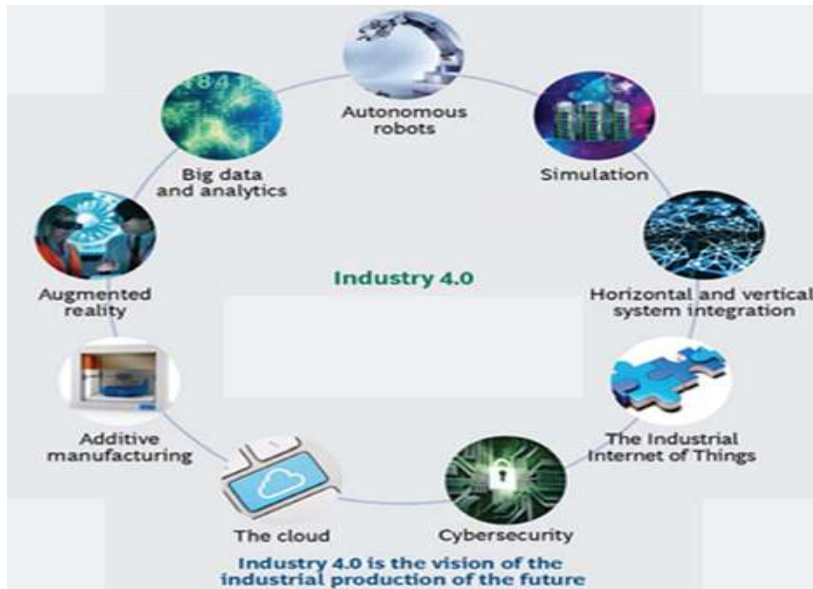 Autonomous
robots
Big data
and analytics
Simulation
Augmented
reality
Industry 4.0
Horizontal and vertical
system integration
Additive
manufacturing
The Industrial
Internet of Things
The cloud
Cybersecurity
Industry 4.0 is the vision of the
industrial production of the future